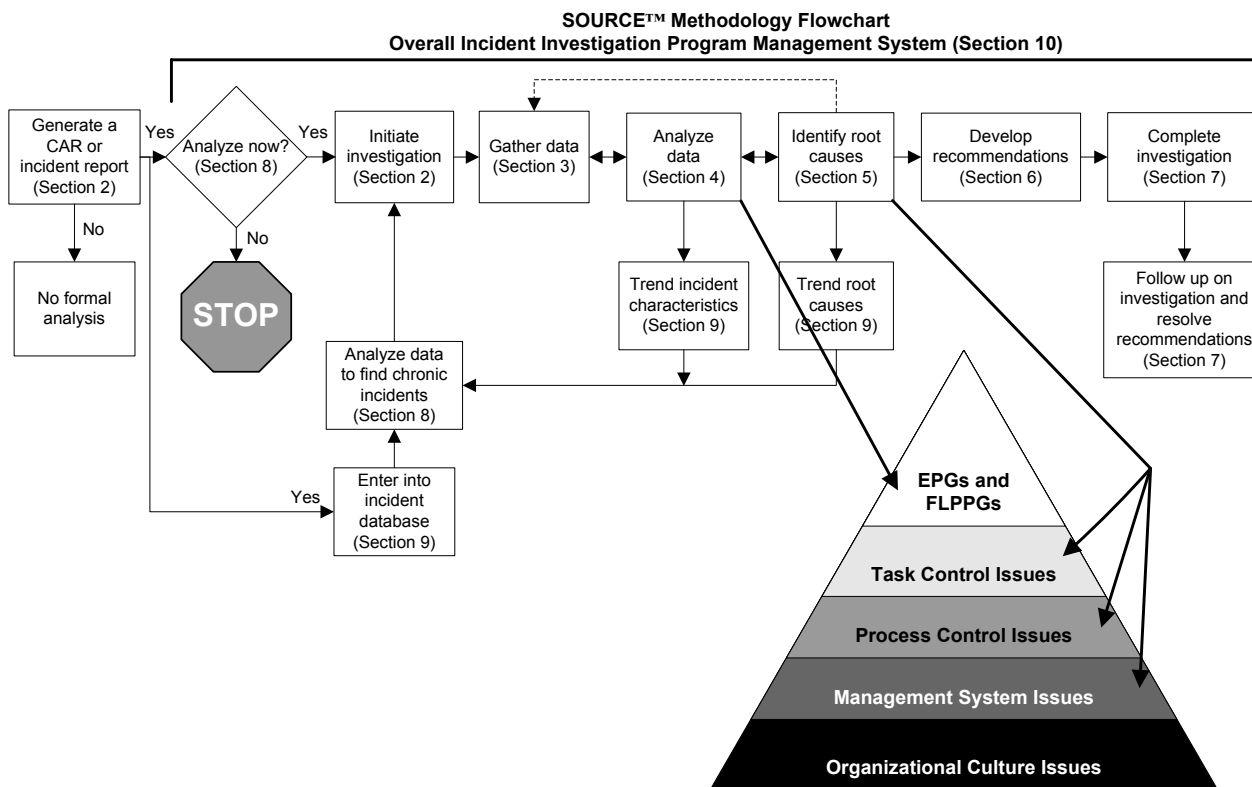 SOURCE™ Methodology Flowchart
Overall Incident Investigation Program Management System (Section 10)
Generate a
CAR or
incident report
(Section 2)
Yes
Analyze now?
(Section 8)
Yes
Initiate
investigation
(Section 2)
Gather data
(Section 3)
Analyze
data
(Section 4)
Identify root
causes
(Section 5)
Develop
recommendations
(Section 6)
Complete
investigation
(Section 7)
No
No
No formal
analysis
STOP
Trend incident
characteristics
(Section 9)
Trend root
causes
(Section 9)
Follow up on
investigation and
resolve
recommendations
(Section 7)
Analyze data
to find chronic
incidents
(Section 8)
Yes
Enter into
incident
database
(Section 9)
EPGs and
FLPPGs
Task Control Issues
Process Control Issues
Management System Issues
Organizational Culture Issues